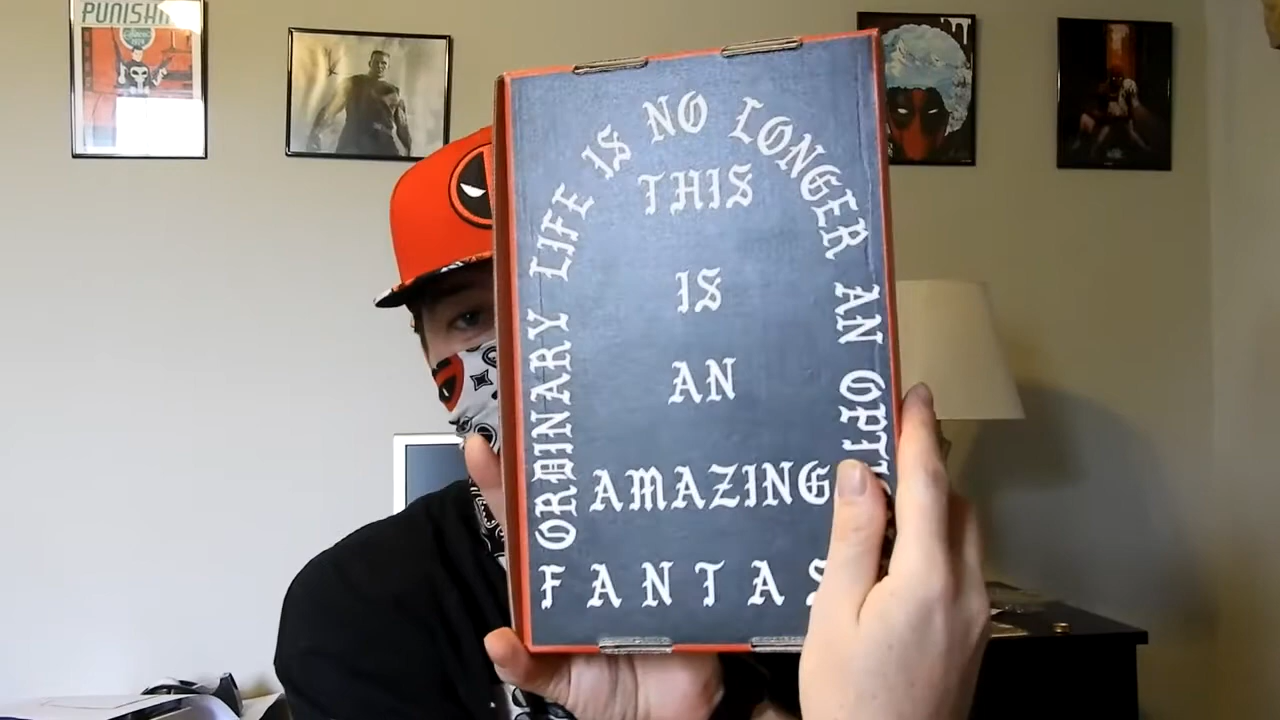 PUNISH
ORDINARY LIFE IS NO LONGER AN OPTI
THIS
IS
AN
AMAZING
FANTAS